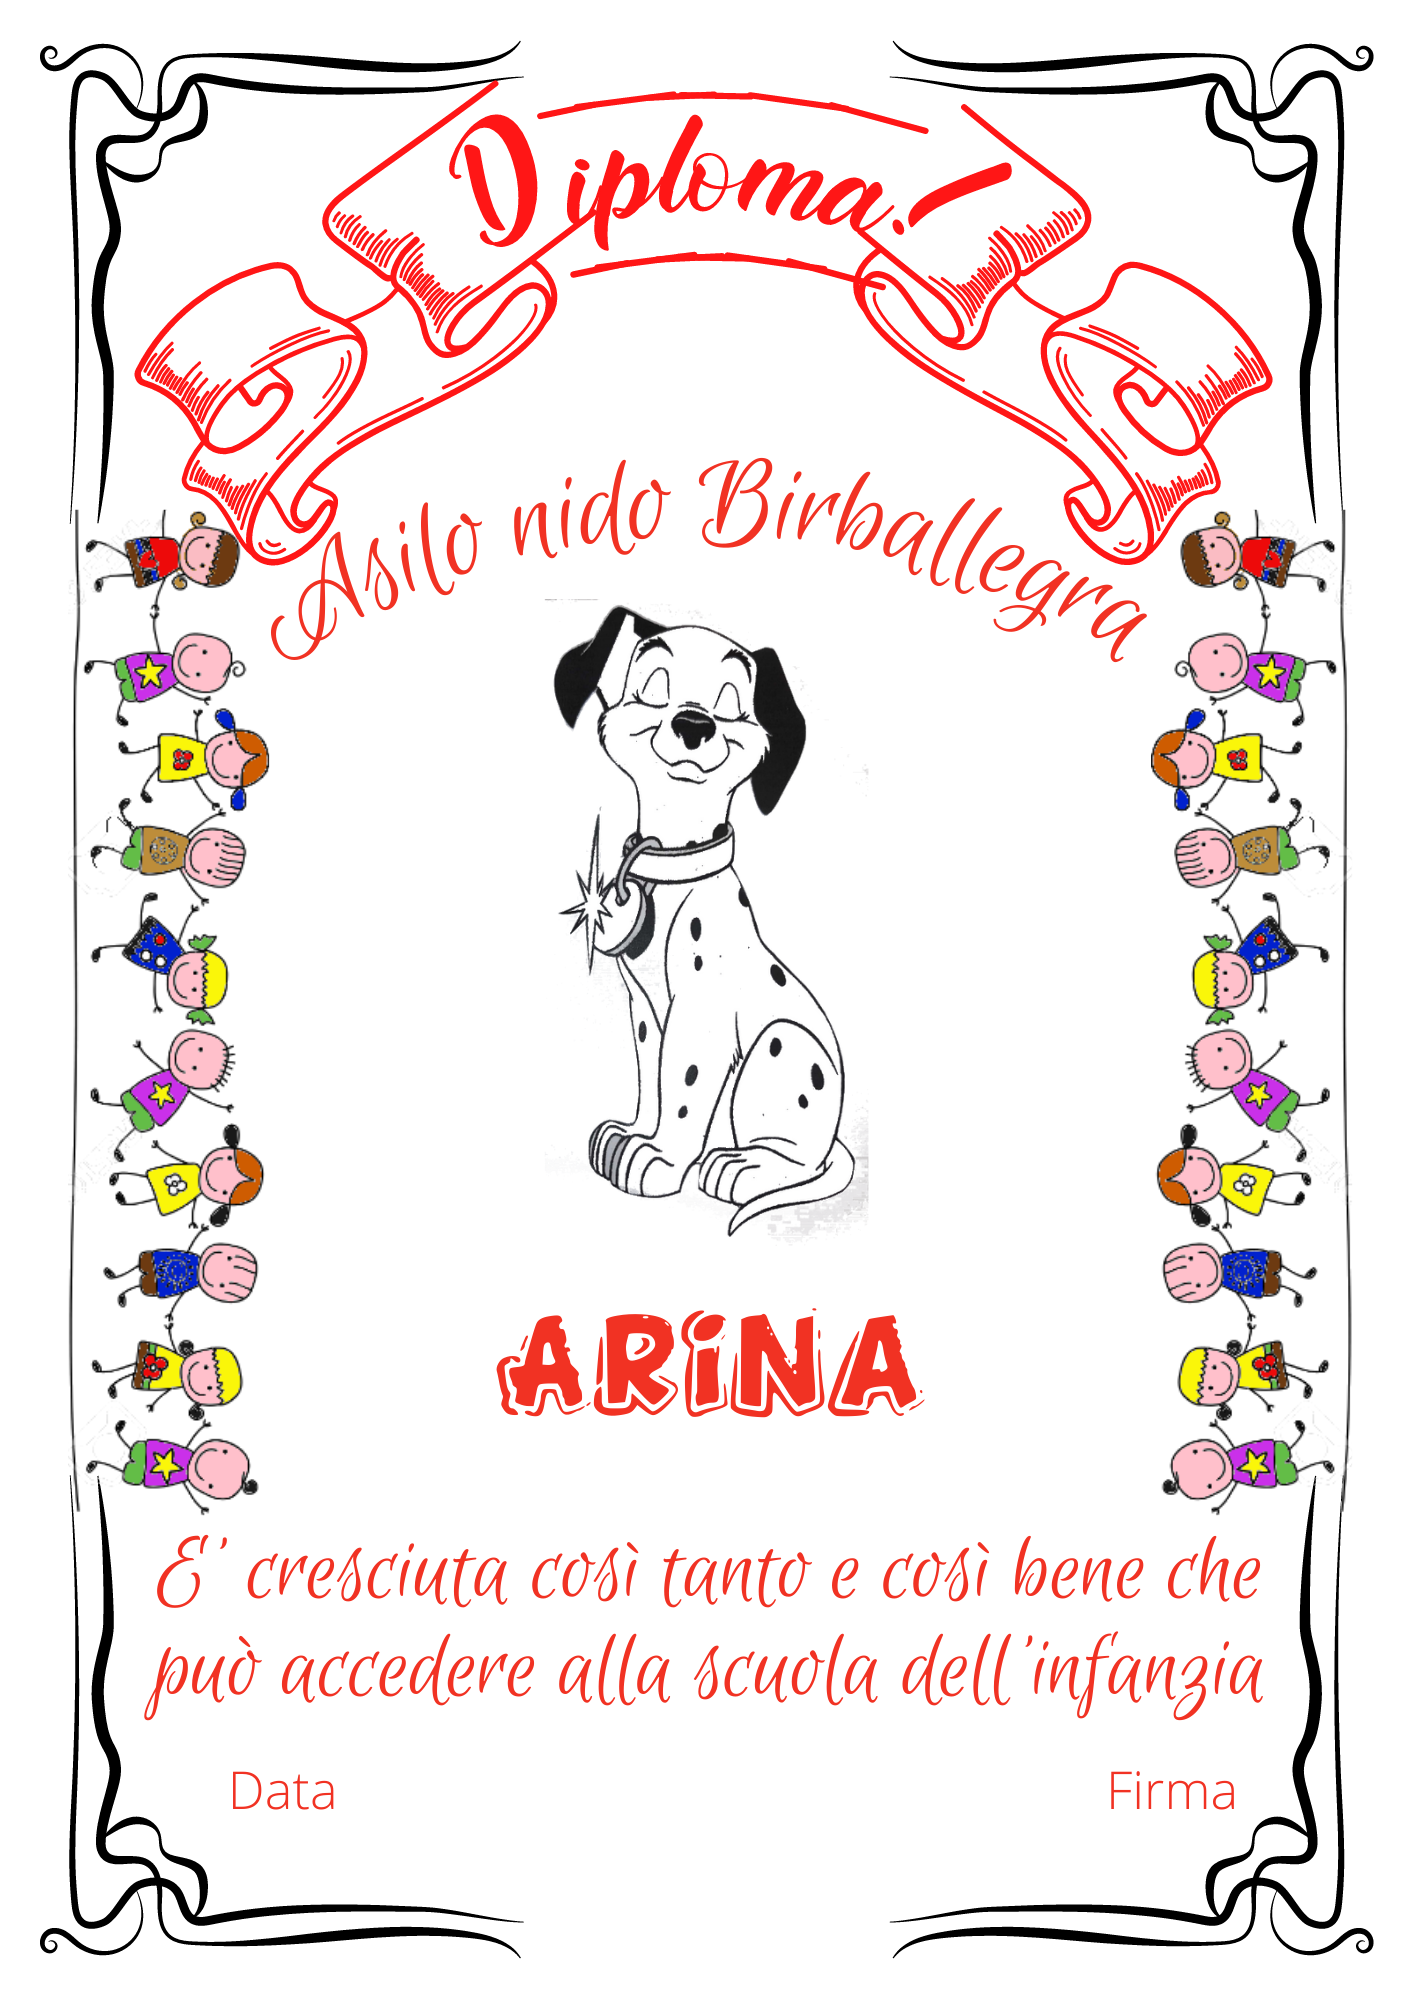 Diploma!
Asilo nido Birballegra
ARiNA
E' cresciuta così tanto e così bene che
può accedere alla scuola dell'infanzia
Data
Firma